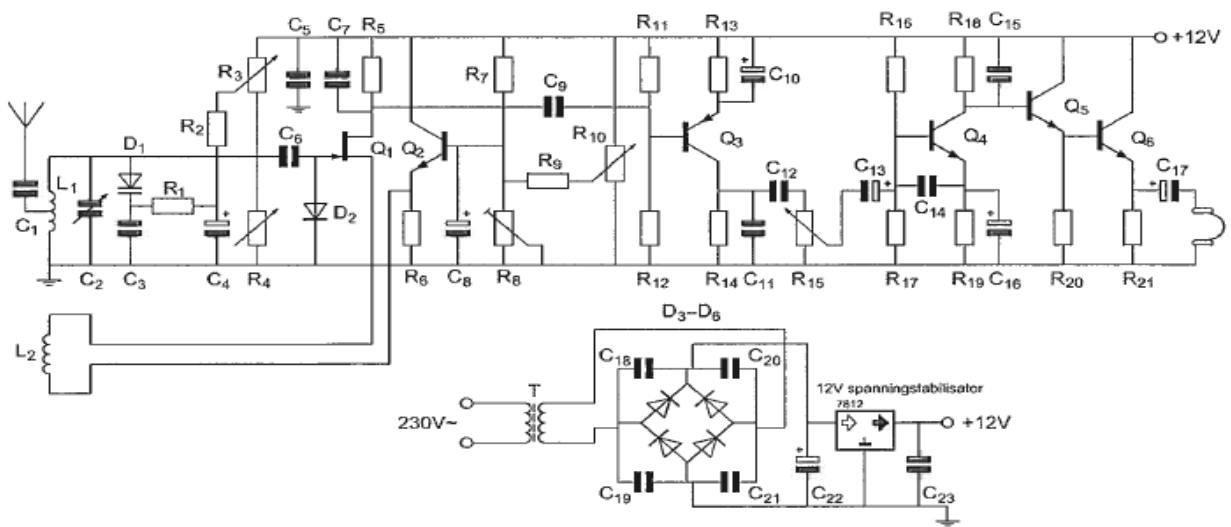 C₅ C₇ R₅ R₁₁ R₁₃ R₁₆ R₁₈ C₁₅
+12V
R₃ R₇ C₉ + C₁₀
R₂ C₆ Q₁ Q₂ R₁₀ Q₃ Q₄ Q₅ Q₆
D₁ L₁ R₁ + D₂ R₉ C₁₂ C₁₃ + C₁₄ + C₁₇
C₁ + + +
C₂ C₃ C₄ R₄ R₆ C₈ R₈ R₁₂ R₁₄ C₁₁ R₁₅ R₁₇ R₁₉ C₁₆ R₂₀ R₂₁
L₂
D₃–D₆
C₁₈ C₂₀
12V spanningstabilisator
7812
T
230V~ + +12V
C₁₉ C₂₁ C₂₂ C₂₃